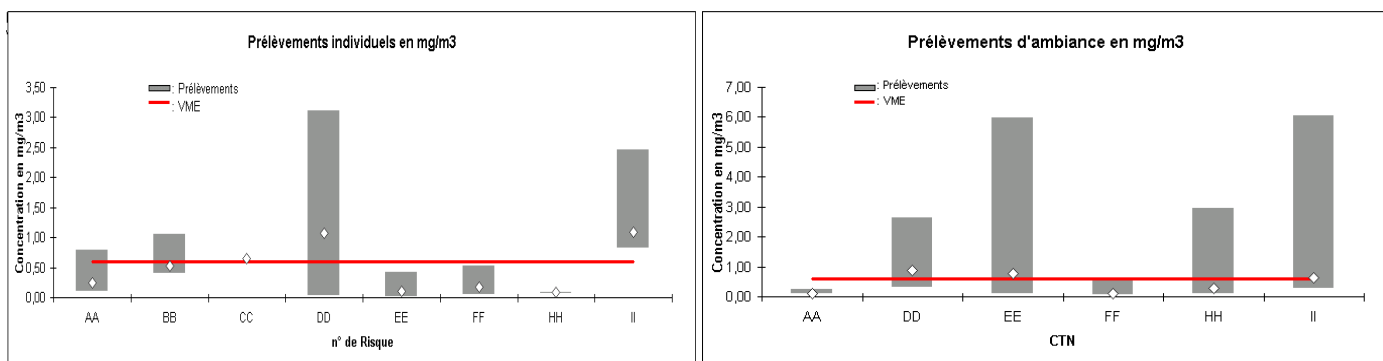 Prélèvements individuels en mg/m3
Concentration en mg/m3
3,50
3,00
2,50
2,00
1,50
1,00
0,50
0,00
: Prélèvements
: VME
AA BB CC DD EE FF HH II
n° de Risque
Prélèvements d'ambiance en mg/m3
Concentration en mg/m3
7,00
6,00
5,00
4,00
3,00
2,00
1,00
0,00
: Prélèvements
: VME
AA DD EE FF HH II
CTN